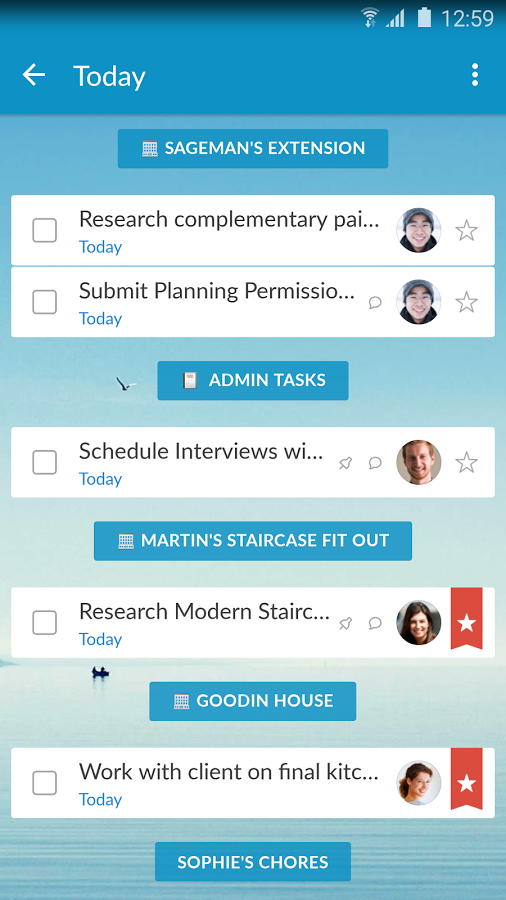 12:59
Today
SAGEMAN'S EXTENSION
Research complementary pai...
Today
Submit Planning Permissio...
Today
ADMIN TASKS
Schedule Interviews wi...
Today
MARTIN'S STAIRCASE FIT OUT
Research Modern Stairc...
Today
GOODIN HOUSE
Work with client on final kitc...
Today
SOPHIE'S CHORES